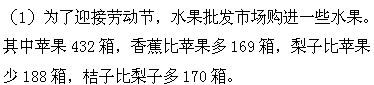 （1）为了迎接劳动节，水果批发市场购进一些水果。
其中苹果 432 箱，香蕉比苹果多 169 箱，梨子比苹果
少 188 箱，桔子比梨子多 170 箱。